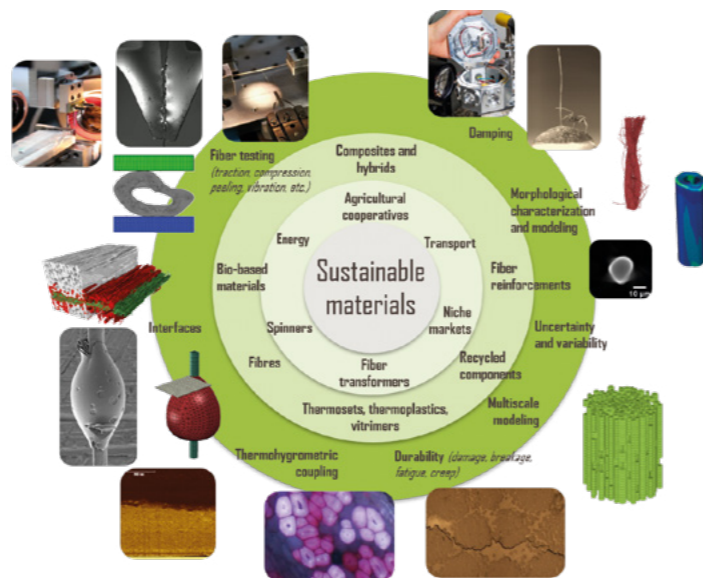 Damping
Fiber testing
(traction, compression,
peeling, vibration, etc.)
Composites and
hybrids
Morphological
characterization
and modeling
Agricultural
cooperatives
Energy
Transport
Bio-based
materials
Sustainable
materials
Fiber
reinforcements
10 µm
Interfaces
Spinners
Niche
markets
Uncertainty
and variability
Fibres
Fiber
transformers
Recycled
components
Thermosets, thermoplastics,
vitrimers
Multiscale
modeling
Thermohygrometric
coupling
Durability (damage, breakage,
fatigue, creep)